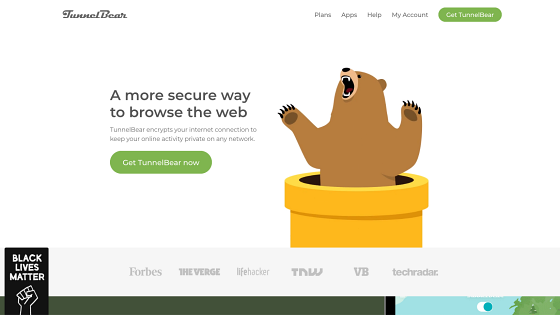 TunnelBear
Plans Apps Help My Account Get TunnelBear
A more secure way
to browse the web
TunnelBear encrypts your internet connection to
keep your online activity private on any network.
Get TunnelBear now
BLACK
LIVES
MATTER
Forbes THE VERGE lifehacker TNW VB techradar.